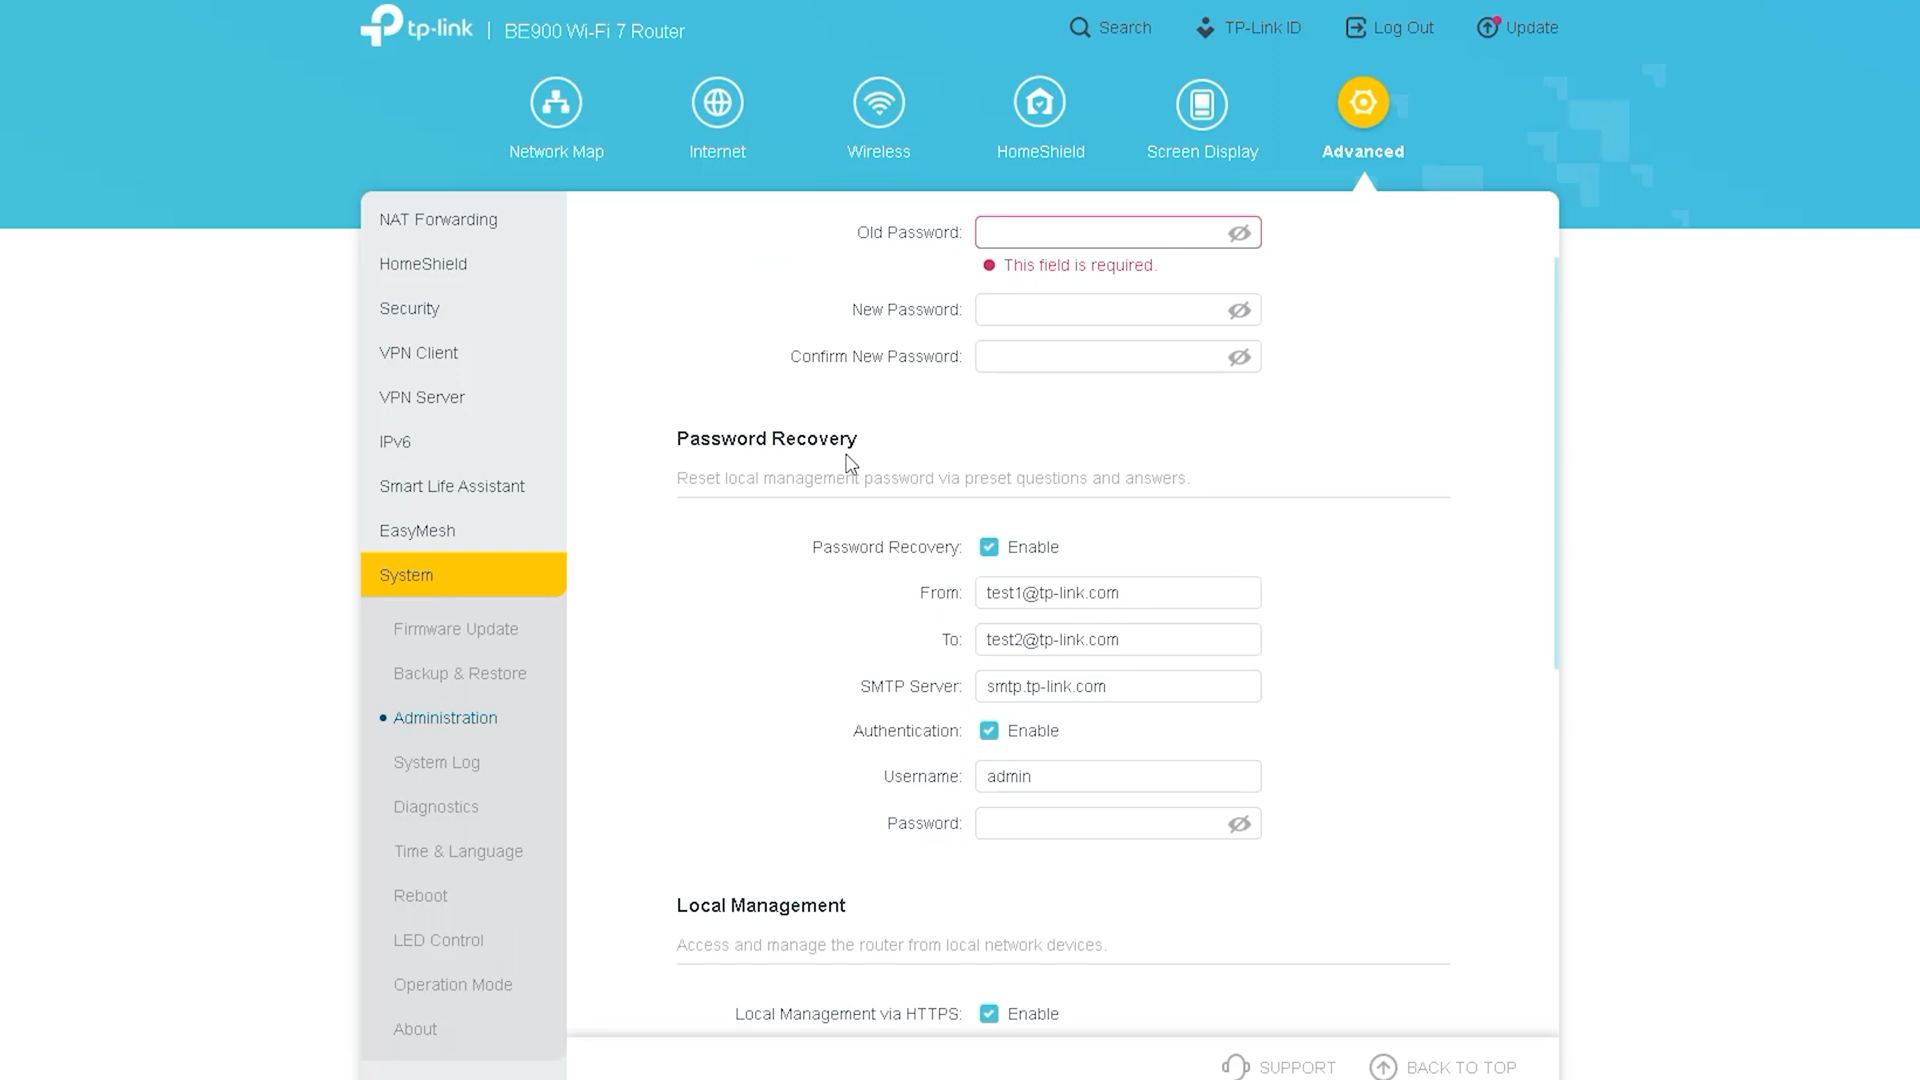 tp-link | BE900 Wi-Fi 7 Router
Search
TP-Link ID
Log Out
Update
Network Map
Internet
Wireless
HomeShield
Screen Display
Advanced
NAT Forwarding
HomeShield
Security
VPN Client
VPN Server
IPv6
Smart Life Assistant
EasyMesh
System
Firmware Update
Backup & Restore
Administration
System Log
Diagnostics
Time & Language
Reboot
LED Control
Operation Mode
About
Old Password:
This field is required.
New Password:
Confirm New Password:
Password Recovery
Reset local management password via preset questions and answers.
Password Recovery: Enable
From: test1@tp-link.com
To: test2@tp-link.com
SMTP Server: smtp.tp-link.com
Authentication: Enable
Username: admin
Password:
Local Management
Access and manage the router from local network devices.
Local Management via HTTPS: Enable
SUPPORT
BACK TO TOP